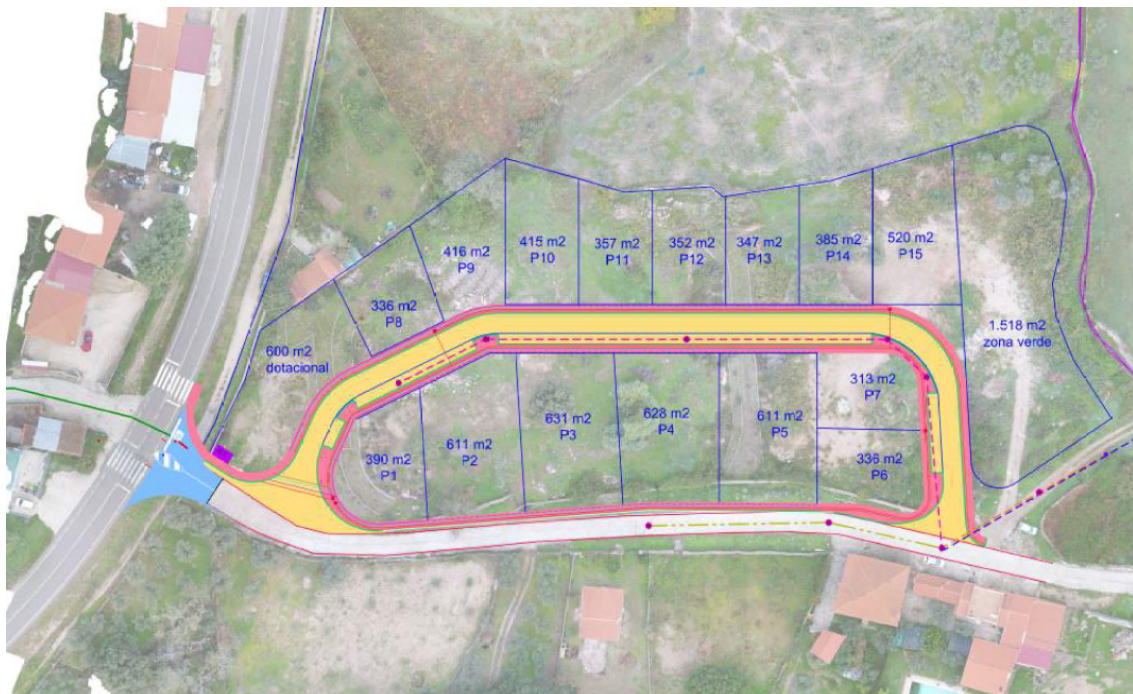 416 m2
P9
415 m2
P10
357 m2
P11
352 m2
P12
347 m2
P13
385 m2
P14
520 m2
P15
336 m2
P8
600 m2
dotacional
1.518 m2
zona verde
390 m2
P1
611 m2
P2
631 m2
P3
628 m2
P4
611 m2
P5
313 m2
P7
336 m2
P6